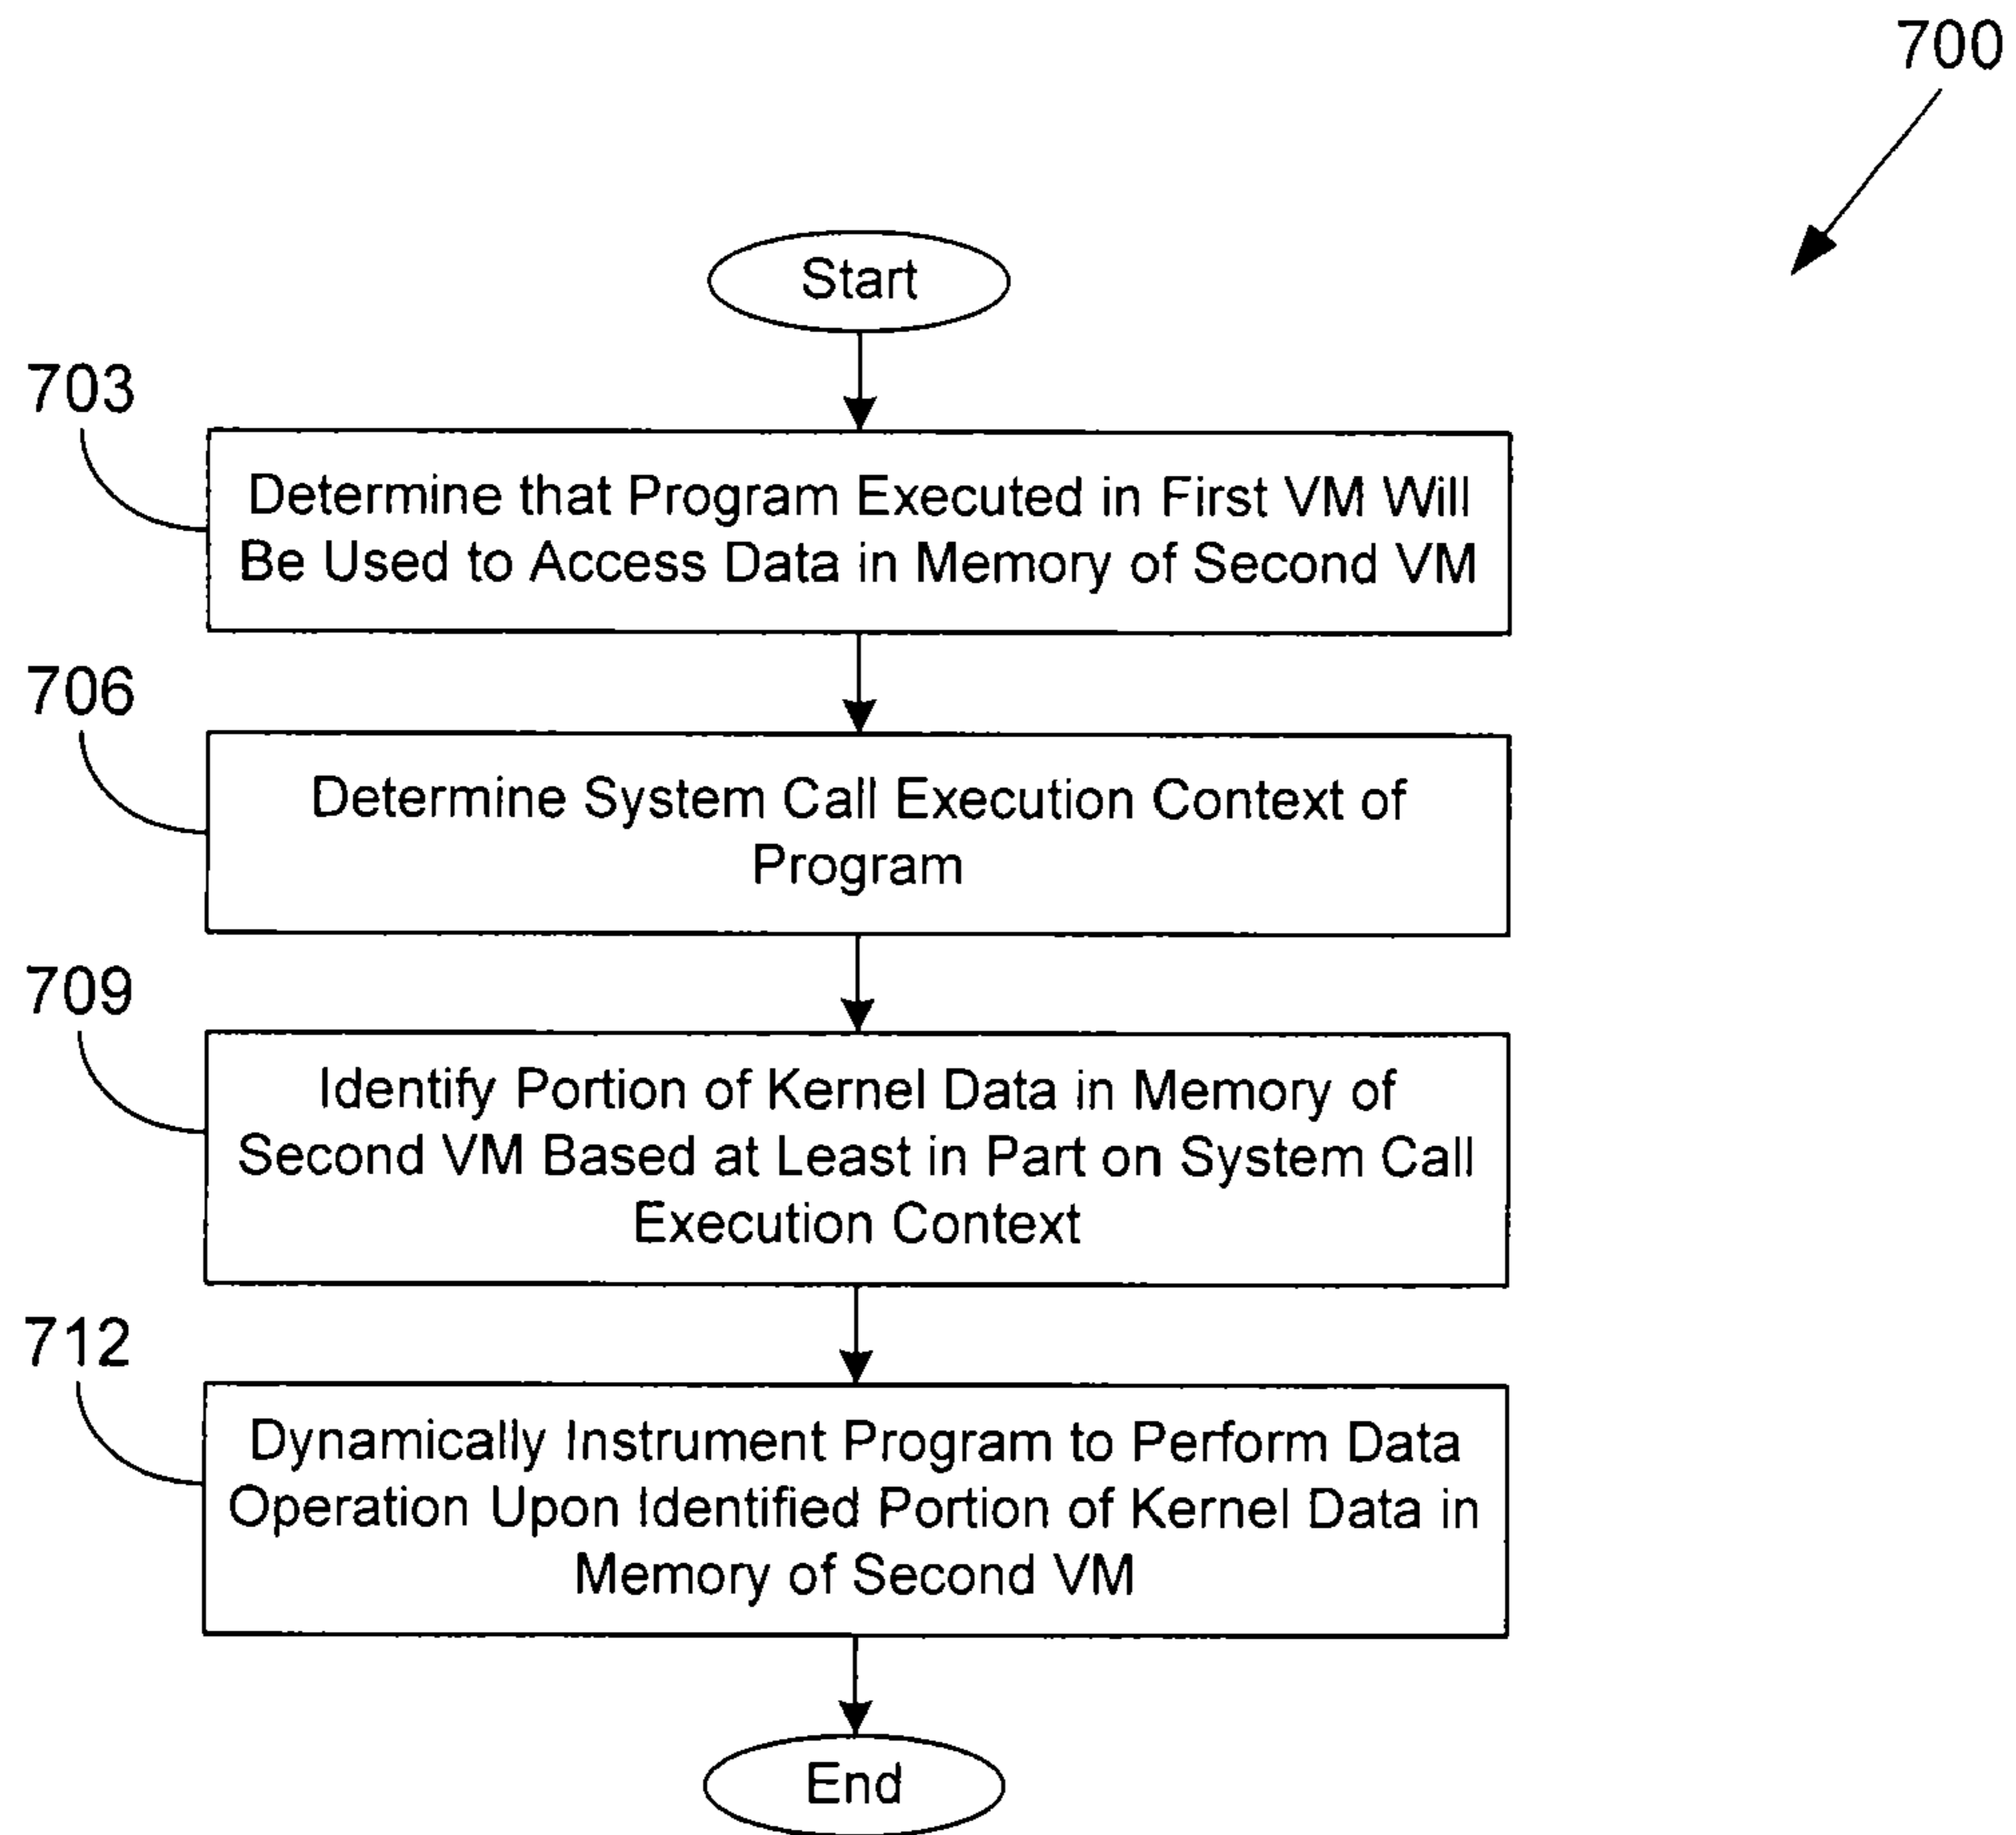 700
Start
703
Determine that Program Executed in First VM Will
Be Used to Access Data in Memory of Second VM
706
Determine System Call Execution Context of
Program
709
Identify Portion of Kernel Data in Memory of
Second VM Based at Least in Part on System Call
Execution Context
712
Dynamically Instrument Program to Perform Data
Operation Upon Identified Portion of Kernel Data in
Memory of Second VM
End